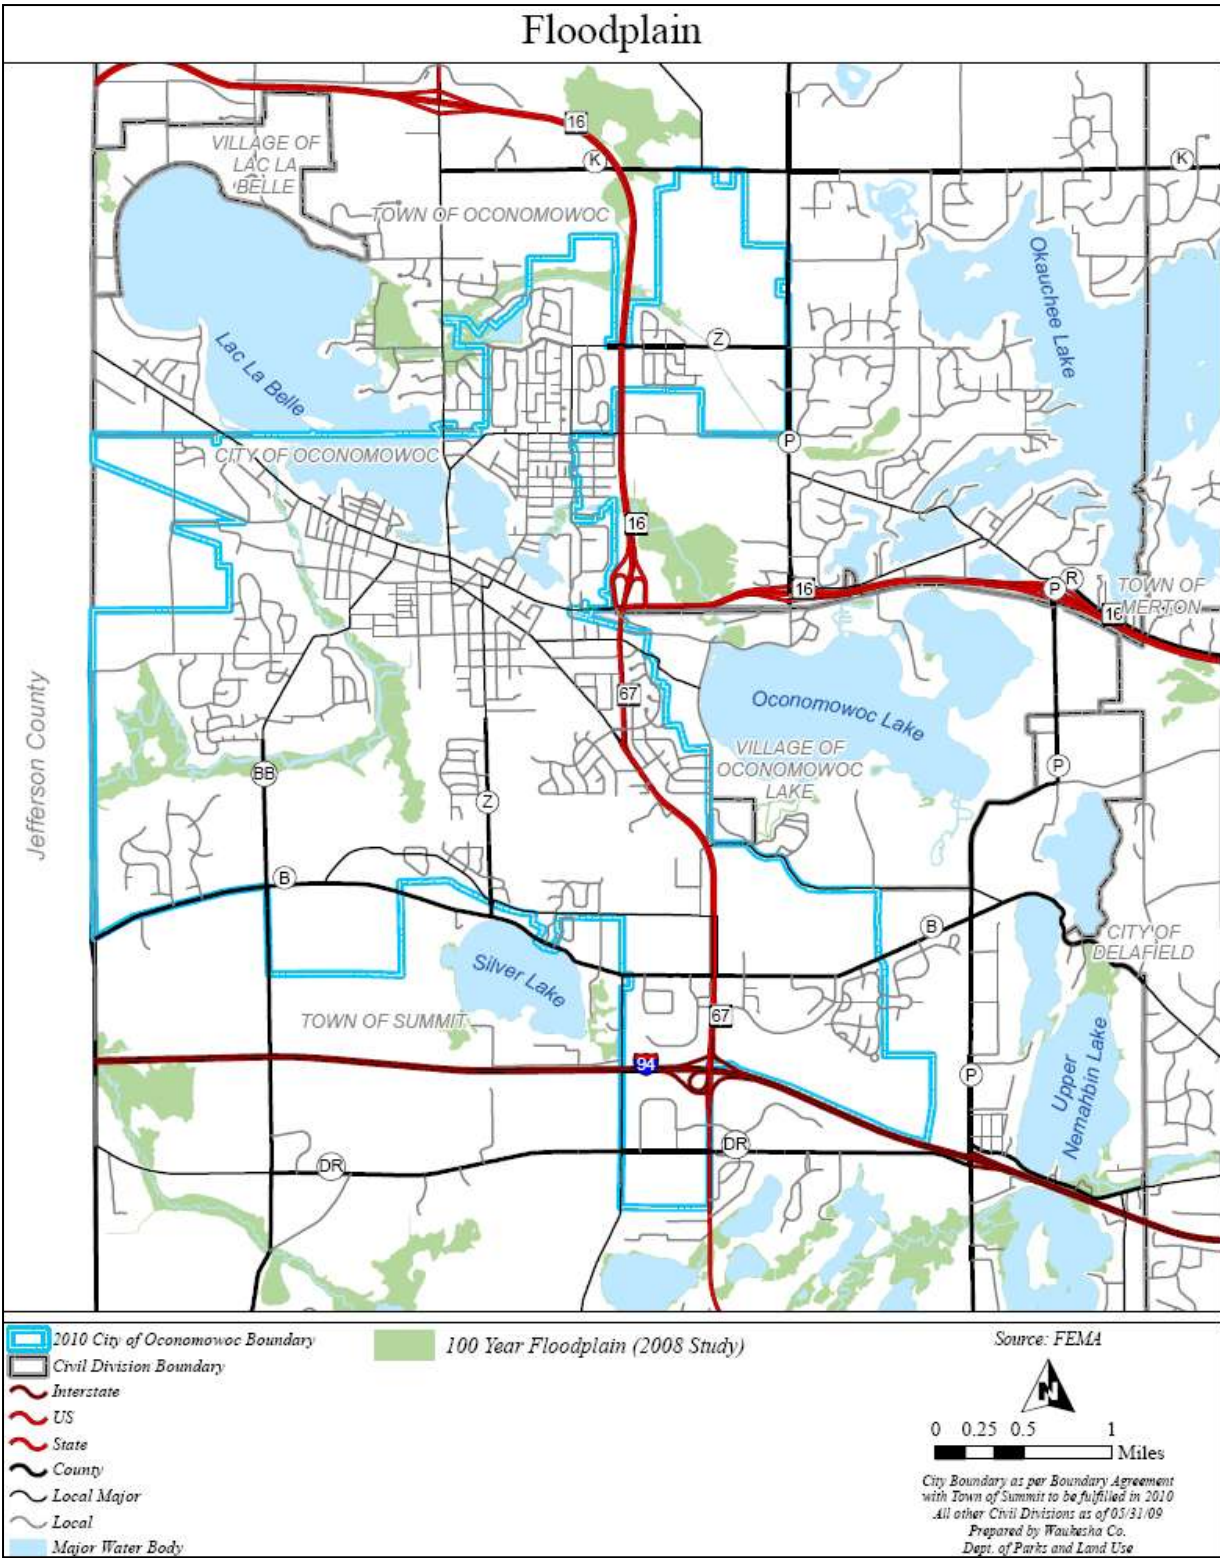 Floodplain
16
K
K
VILLAGE OF
LAC LA
BELLE
TOWN OF OCONOMOWOC
Okauchee Lake
Lac La Belle
Z
P
CITY OF OCONOMOWOC
16
16
P
R
16
TOWN OF
MERTON
Jefferson County
67
Oconomowoc Lake
VILLAGE OF
OCONOMOWOC
LAKE
BB
P
Z
B
B
CITY OF
DELAFIELD
Silver Lake
TOWN OF SUMMIT
67
94
P
Upper
Nemahbin Lake
DR
DR
2010 City of Oconomowoc Boundary
Civil Division Boundary
Interstate
US
State
County
Local Major
Local
Major Water Body
100 Year Floodplain (2008 Study)
Source: FEMA
N
0 0.25 0.5 1
Miles
City Boundary as per Boundary Agreement
with Town of Summit to be fulfilled in 2010
All other Civil Divisions as of 05/31/09
Prepared by Waukesha Co.
Dept. of Parks and Land Use